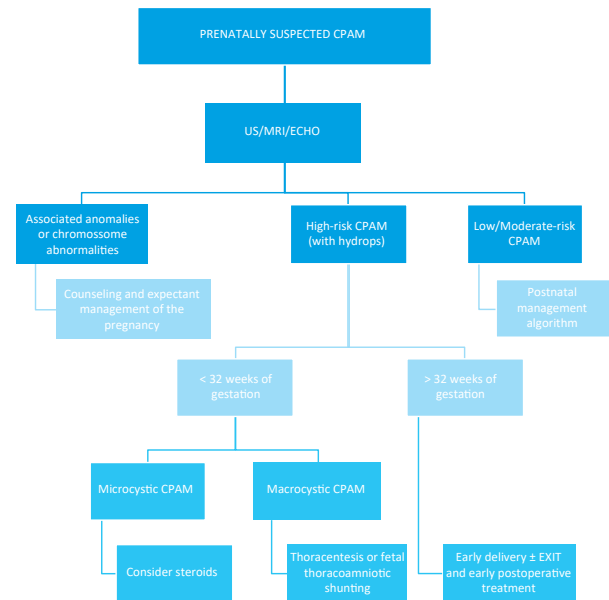 PRENATALLY SUSPECTED CPAM
US/MRI/ECHO
Associated anomalies
or chromossome
abnormalities
High-risk CPAM
(with hydrops)
Low/Moderate-risk
CPAM
Counseling and expectant
management of the
pregnancy
Postnatal
management
algorithm
< 32 weeks of
gestation
> 32 weeks of
gestation
Microcystic CPAM
Macrocystic CPAM
Consider steroids
Thoracentesis or fetal
thoracoamniotic
shunting
Early delivery ± EXIT
and early postoperative
treatment